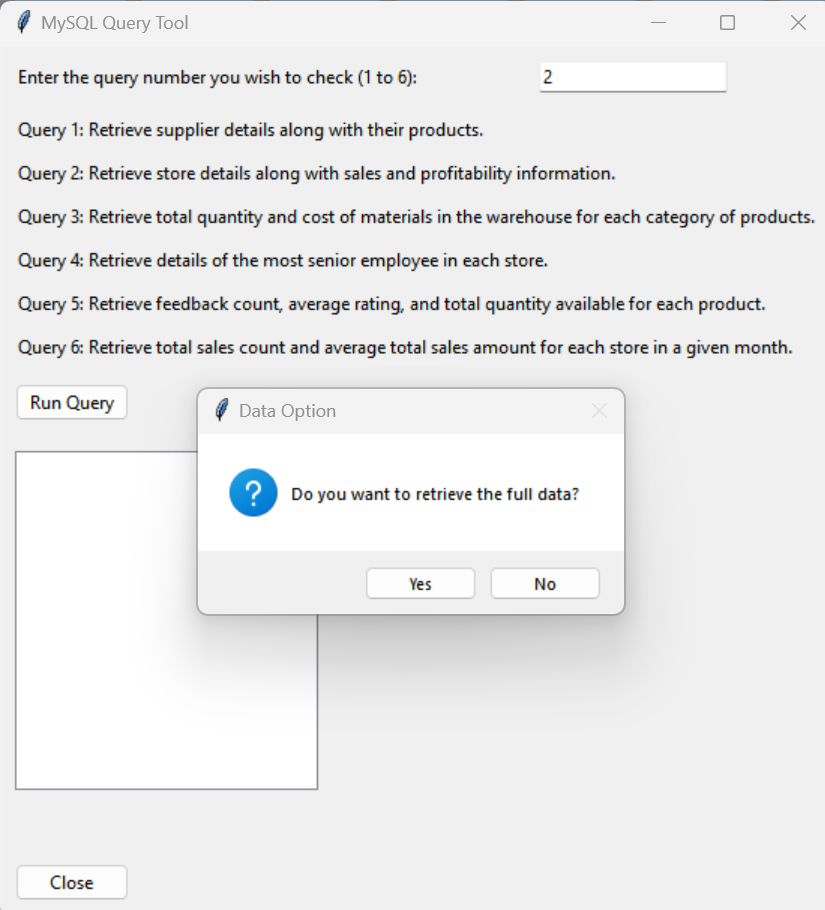 MySQL Query Tool
Enter the query number you wish to check (1 to 6):
2
Query 1: Retrieve supplier details along with their products.
Query 2: Retrieve store details along with sales and profitability information.
Query 3: Retrieve total quantity and cost of materials in the warehouse for each category of products.
Query 4: Retrieve details of the most senior employee in each store.
Query 5: Retrieve feedback count, average rating, and total quantity available for each product.
Query 6: Retrieve total sales count and average total sales amount for each store in a given month.
Run Query
Data Option
?
Do you want to retrieve the full data?
Yes
No
Close